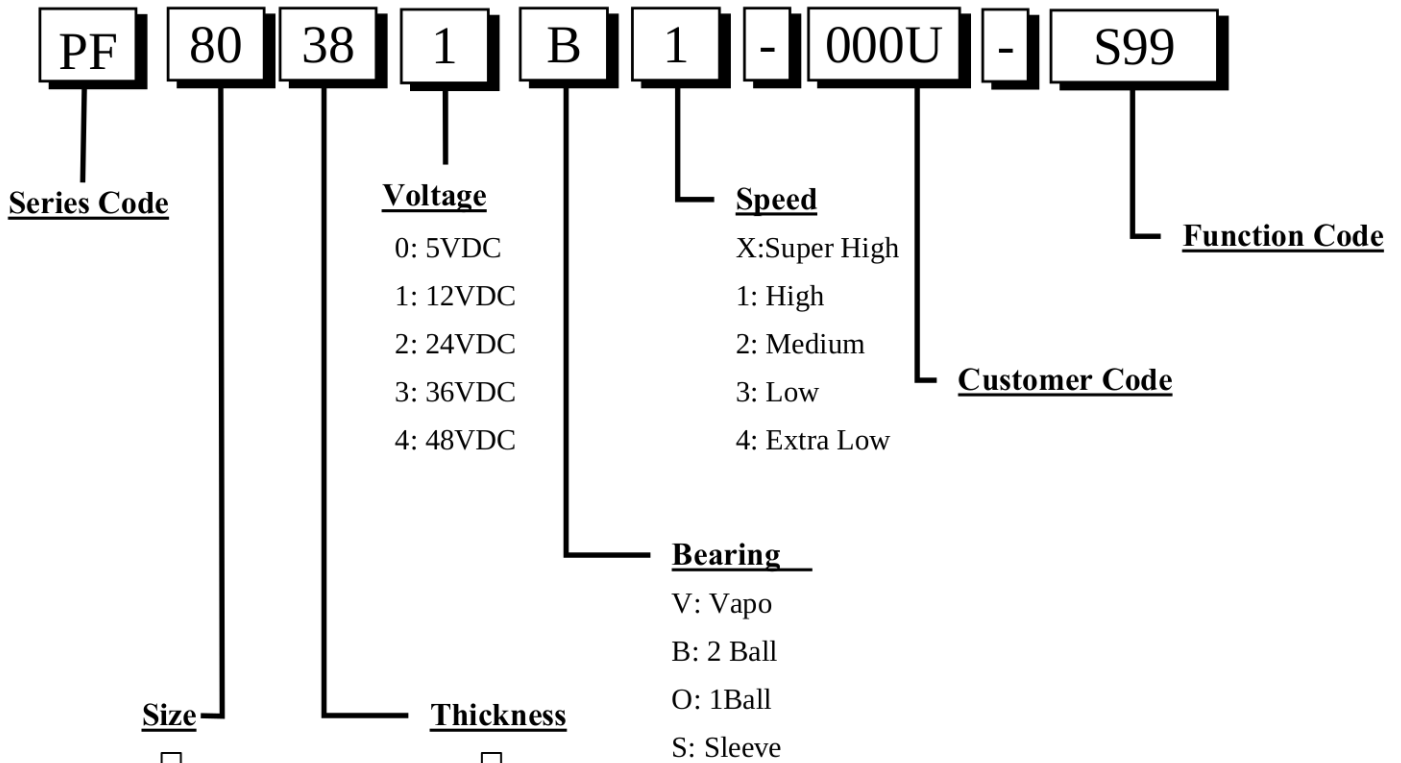 PF 80 38 1 B 1 - 000U - S99
Series Code
Voltage
0: 5VDC
1: 12VDC
2: 24VDC
3: 36VDC
4: 48VDC
Speed
X:Super High
1: High
2: Medium
3: Low
4: Extra Low
Function Code
Customer Code
Bearing
V: Vapo
B: 2 Ball
O: 1Ball
S: Sleeve
Size
Thickness